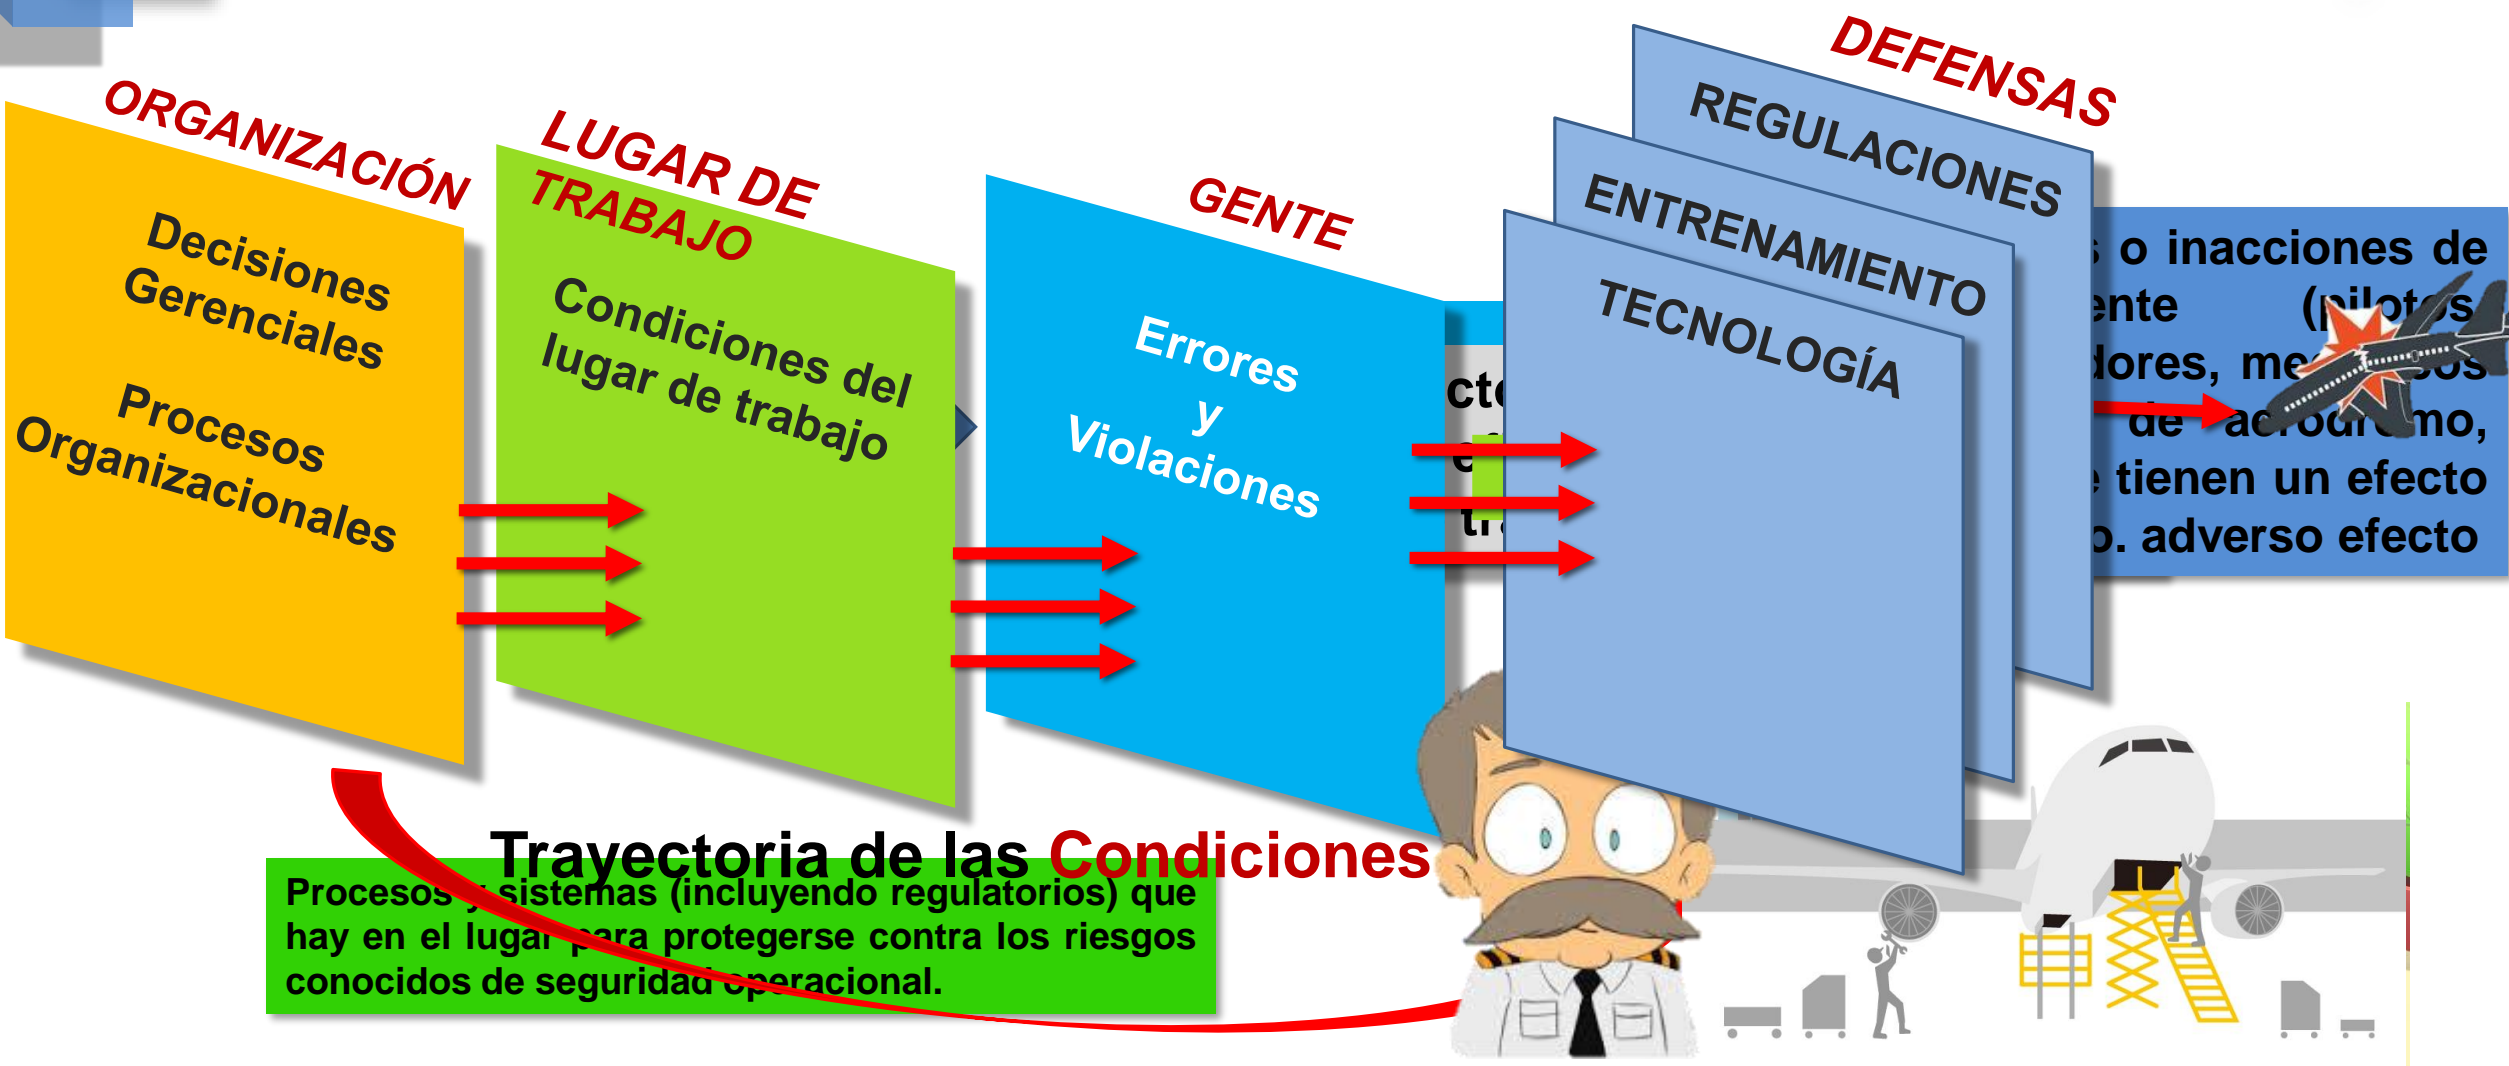 ORGANIZACIÓN
Decisiones
Gerenciales
Procesos
Organizacionales
LUGAR DE
TRABAJO
Condiciones del
lugar de trabajo
GENTE
Errores
y
Violaciones
DEFENSAS
REGULACIONES
ENTRENAMIENTO
TECNOLOGÍA
o inacciones de
de
tienen un efecto
adverso efecto
Trayectoria de las Condiciones
Procesos y sistemas (incluyendo regulatorios) que
hay en el lugar para protegerse contra los riesgos
conocidos de seguridad operacional.